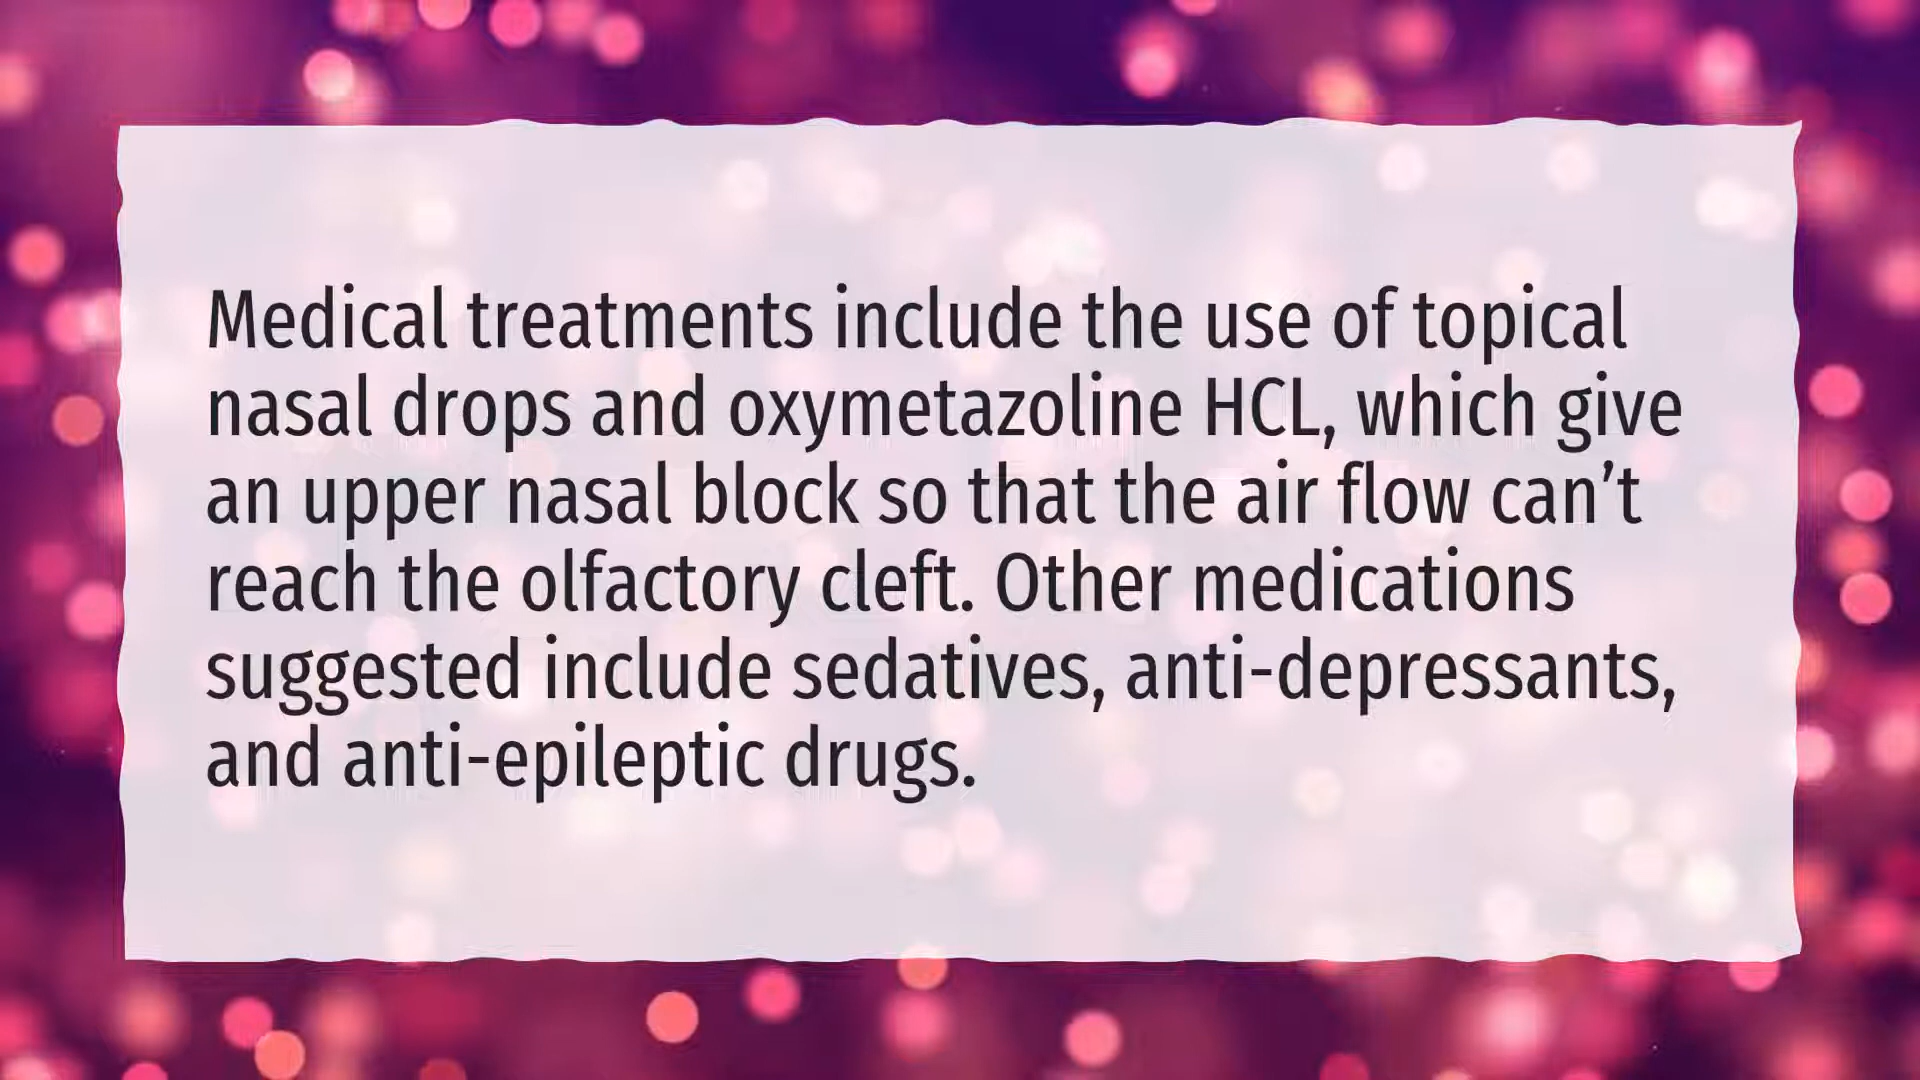 Medical treatments include the use of topical
nasal drops and oxymetazoline HCL, which give
an upper nasal block so that the air flow can’t
reach the olfactory cleft. Other medications
suggested include sedatives, anti-depressants,
and anti-epileptic drugs.